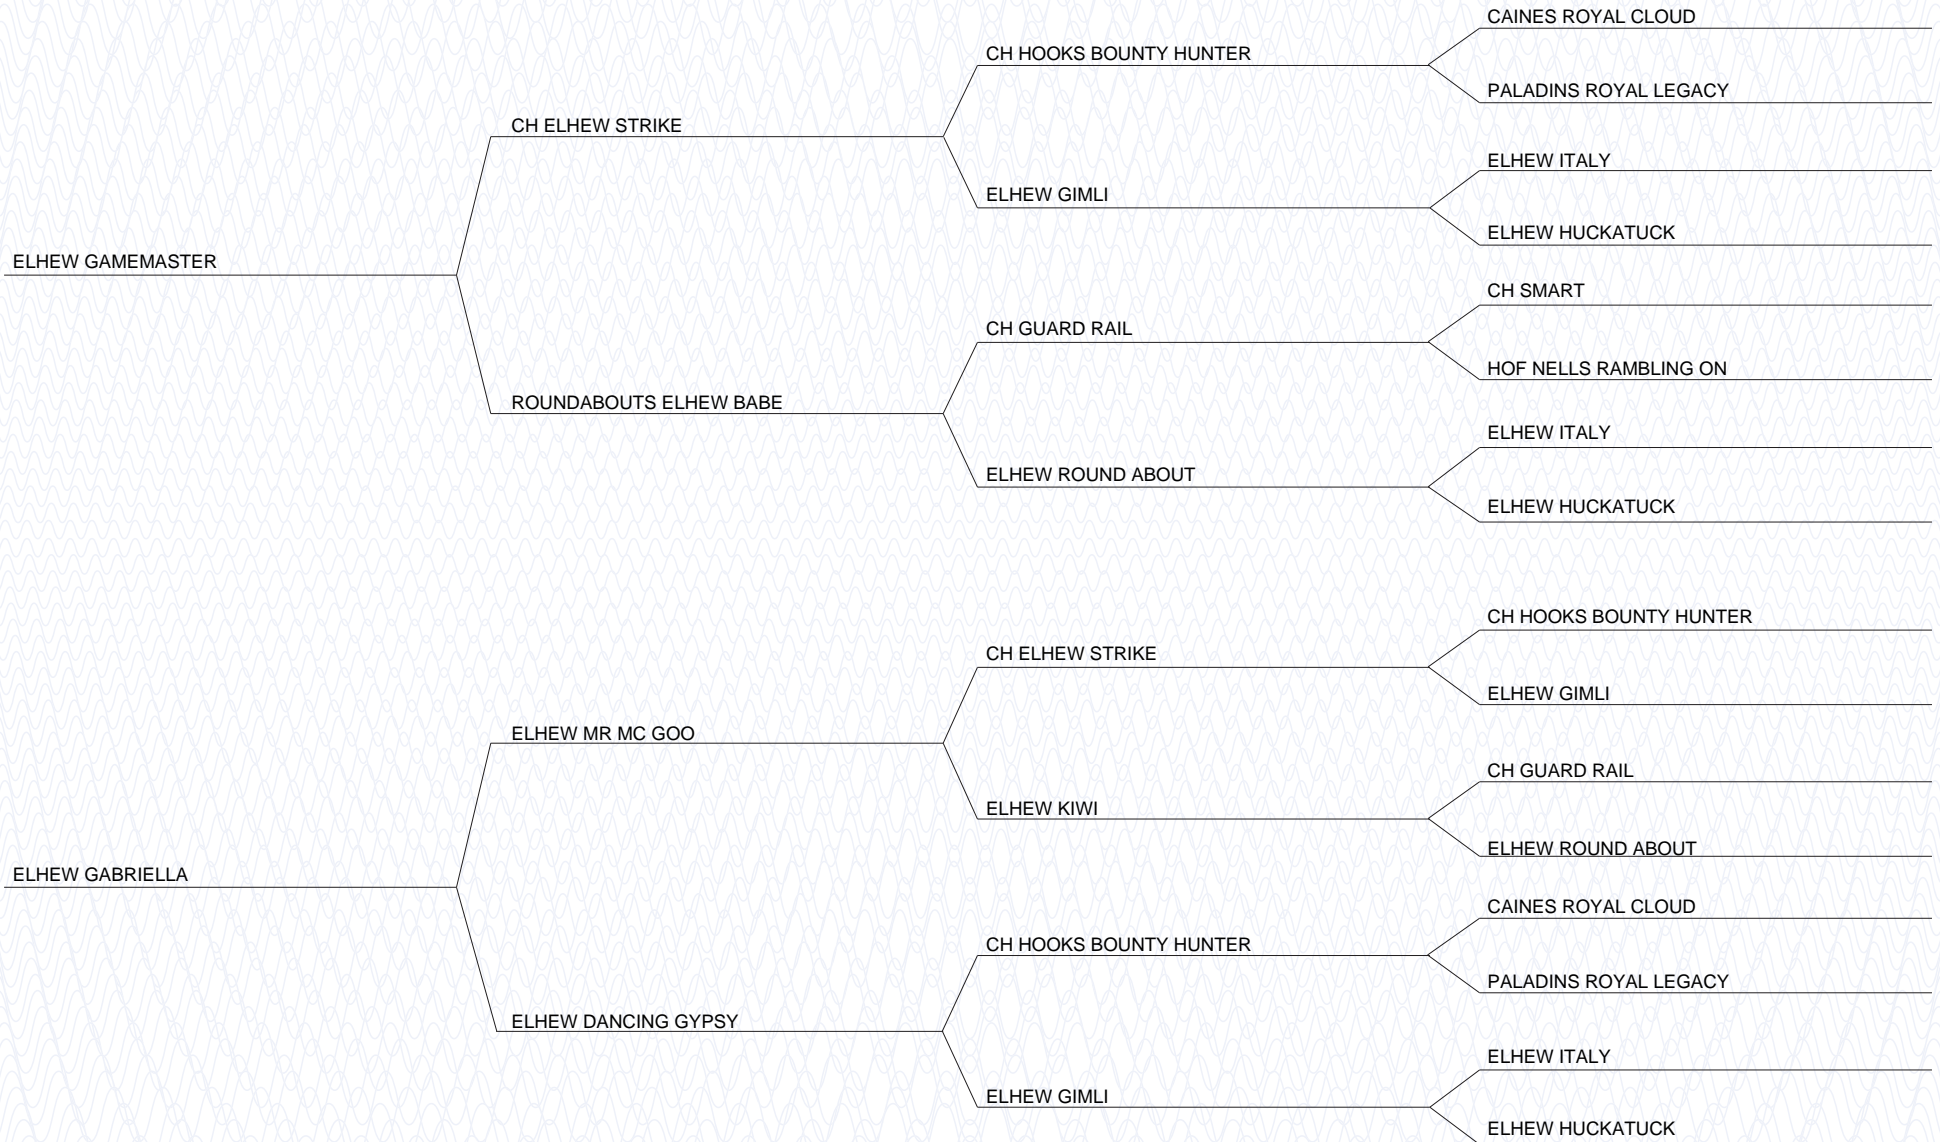 CAINES ROYAL CLOUD
CH HOOKS BOUNTY HUNTER
PALADINS ROYAL LEGACY
CH ELHEW STRIKE
ELHEW ITALY
ELHEW GIMLI
ELHEW HUCKATUCK
ELHEW GAMEMASTER
CH SMART
CH GUARD RAIL
HOF NELLS RAMBLING ON
ROUNDABOUTS ELHEW BABE
ELHEW ITALY
ELHEW ROUND ABOUT
ELHEW HUCKATUCK
CH HOOKS BOUNTY HUNTER
CH ELHEW STRIKE
ELHEW GIMLI
ELHEW MR MC GOO
CH GUARD RAIL
ELHEW KIWI
ELHEW ROUND ABOUT
ELHEW GABRIELLA
CAINES ROYAL CLOUD
CH HOOKS BOUNTY HUNTER
PALADINS ROYAL LEGACY
ELHEW DANCING GYPSY
ELHEW ITALY
ELHEW GIMLI
ELHEW HUCKATUCK